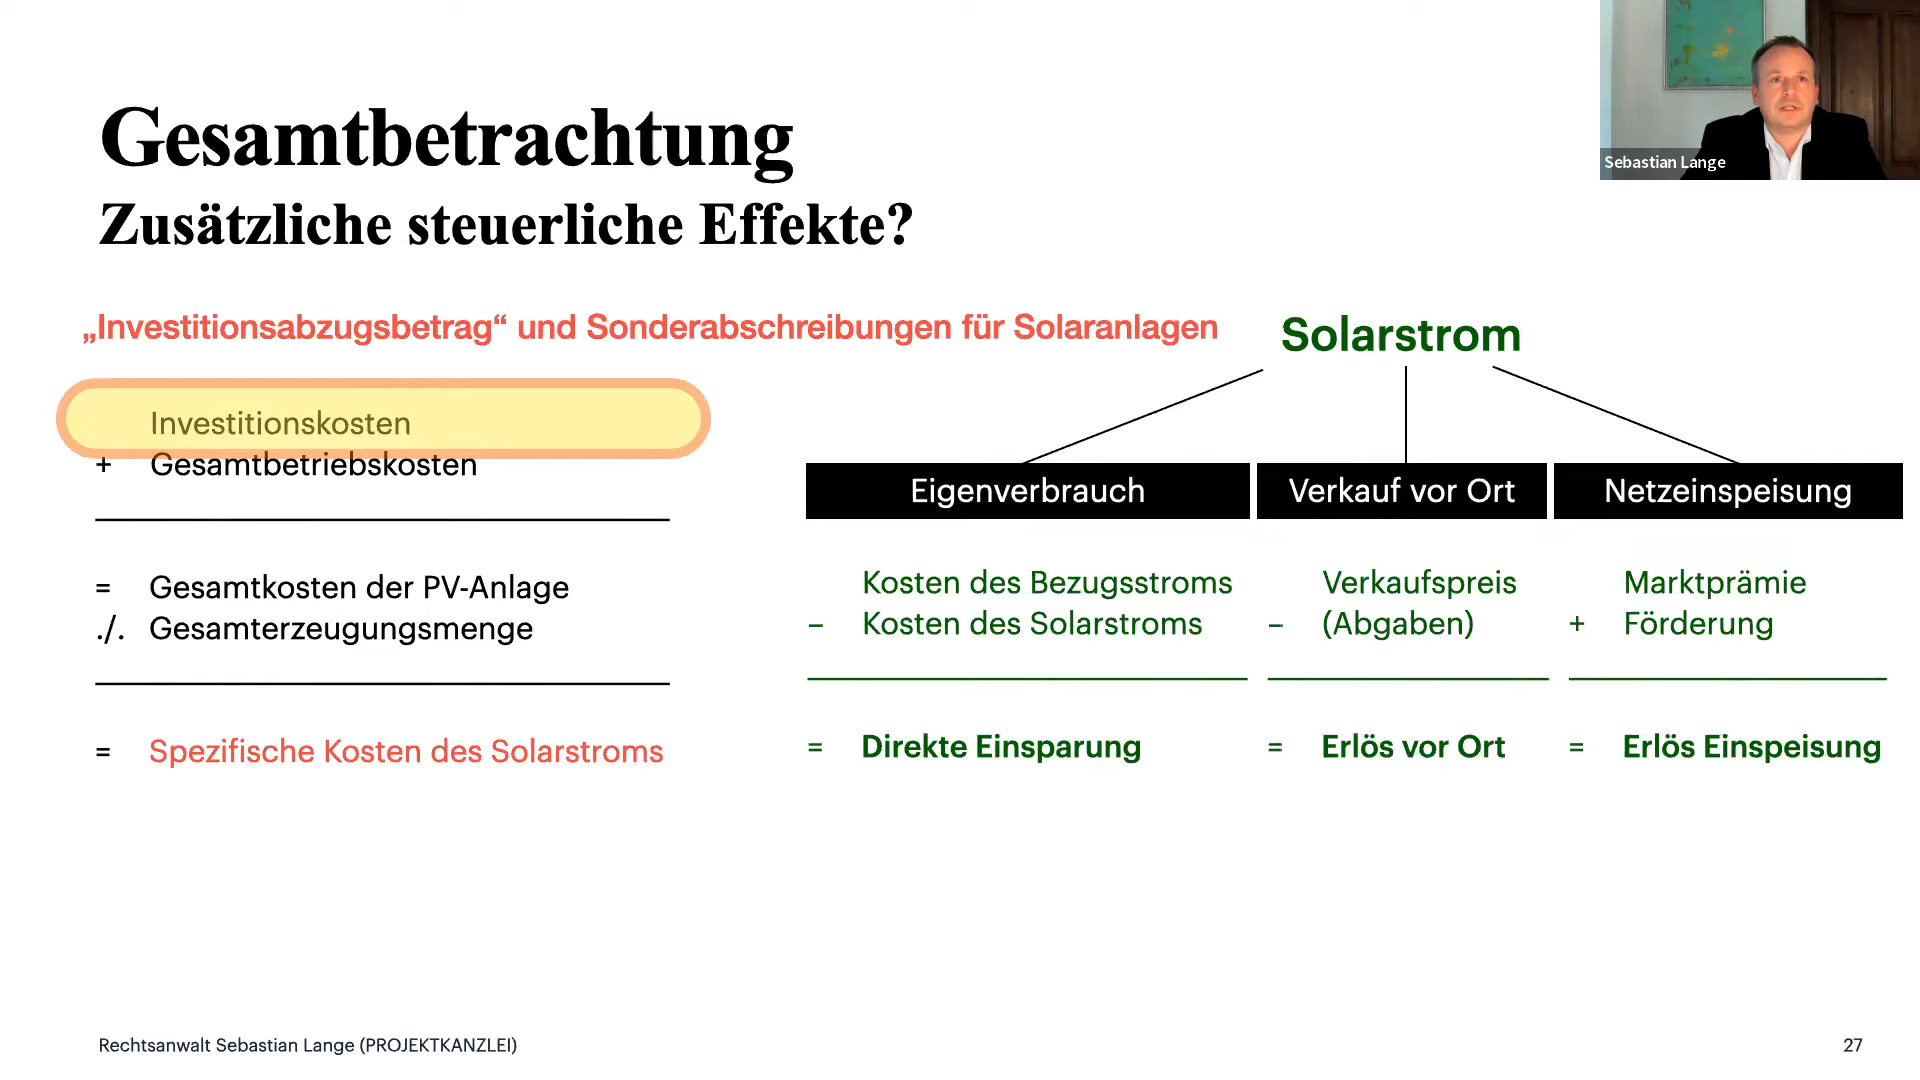 Sebastian Lange
Gesamtbetrachtung
Zusätzliche steuerliche Effekte?
„Investitionsabzugsbetrag“ und Sonderabschreibungen für Solaranlagen
Investitionskosten
+ Gesamtbetriebskosten
= Gesamtkosten der PV-Anlage
./. Gesamterzeugungsmenge
= Spezifische Kosten des Solarstroms
Solarstrom
Eigenverbrauch
Kosten des Bezugsstroms
– Kosten des Solarstroms
= Direkte Einsparung
Verkauf vor Ort
Verkaufspreis
– (Abgaben)
= Erlös vor Ort
Netzeinspeisung
Marktprämie
+ Förderung
= Erlös Einspeisung
Rechtsanwalt Sebastian Lange (PROJEKTKANZLEI)
27